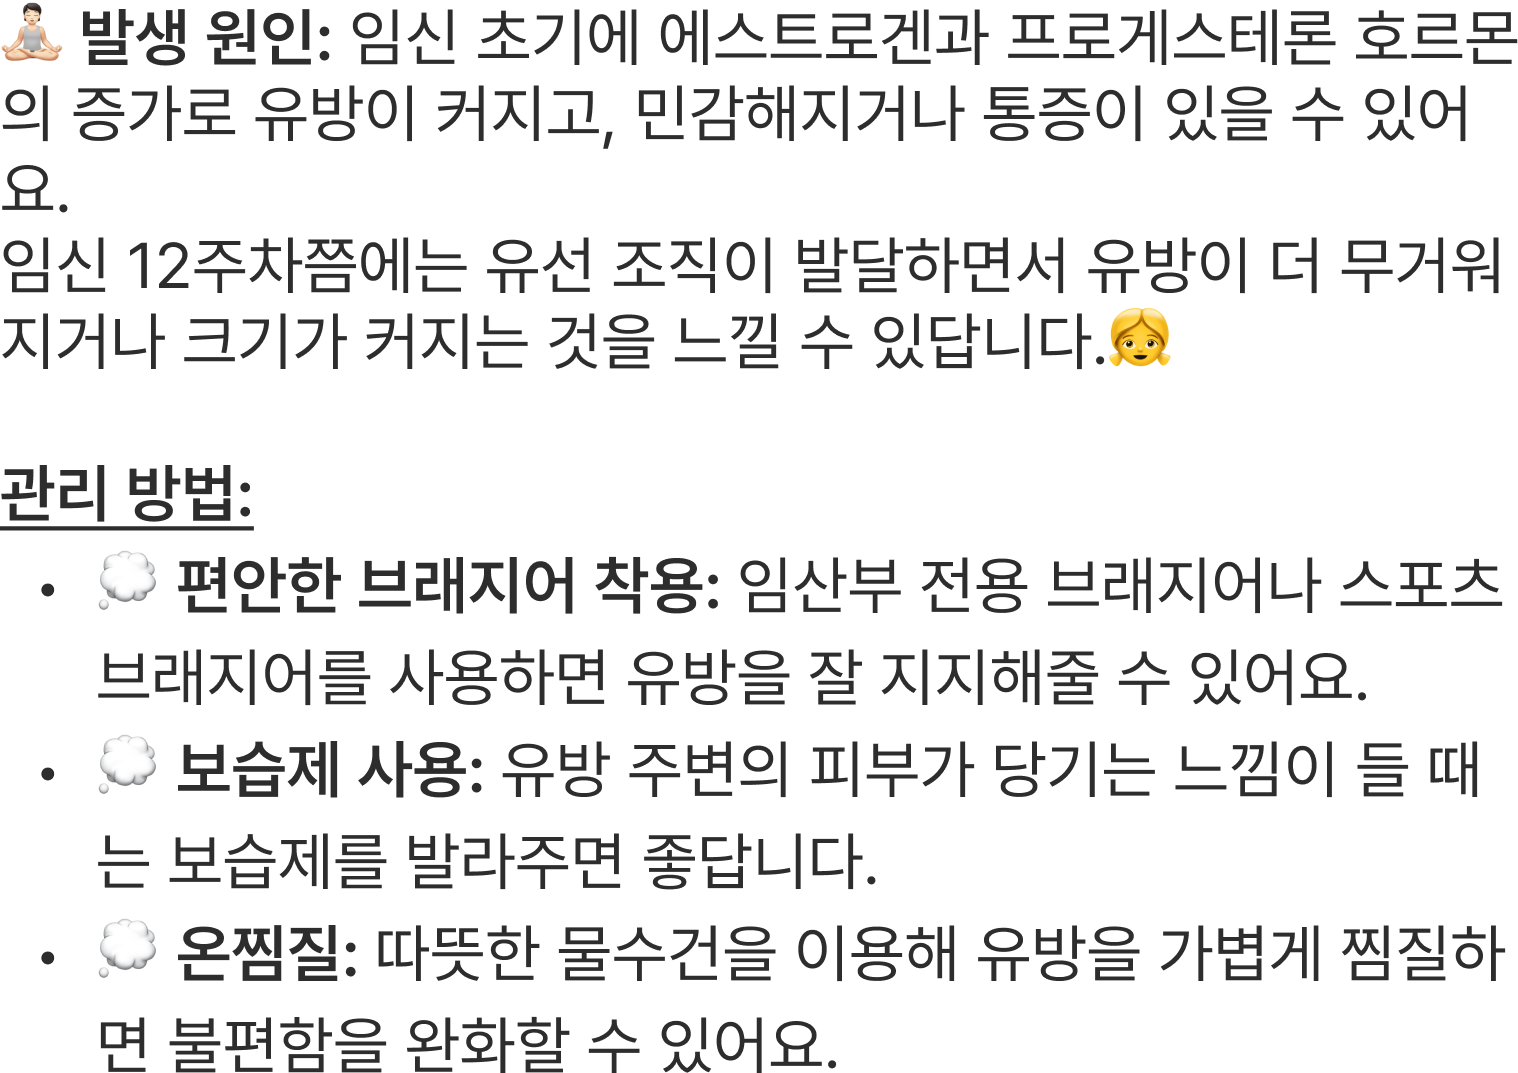 🧘🏻 발생 원인: 임신 초기에 에스트로겐과 프로게스테론 호르몬
의 증가로 유방이 커지고, 민감해지거나 통증이 있을 수 있어
요.
임신 12주차쯤에는 유선 조직이 발달하면서 유방이 더 무거워
지거나 크기가 커지는 것을 느낄 수 있답니다.👧
관리 방법:
• 💭 편안한 브래지어 착용: 임산부 전용 브래지어나 스포츠
브래지어를 사용하면 유방을 잘 지지해줄 수 있어요.
• 💭 보습제 사용: 유방 주변의 피부가 당기는 느낌이 들 때
는 보습제를 발라주면 좋답니다.
• 💭 온찜질: 따뜻한 물수건을 이용해 유방을 가볍게 찜질하
면 불편함을 완화할 수 있어요.